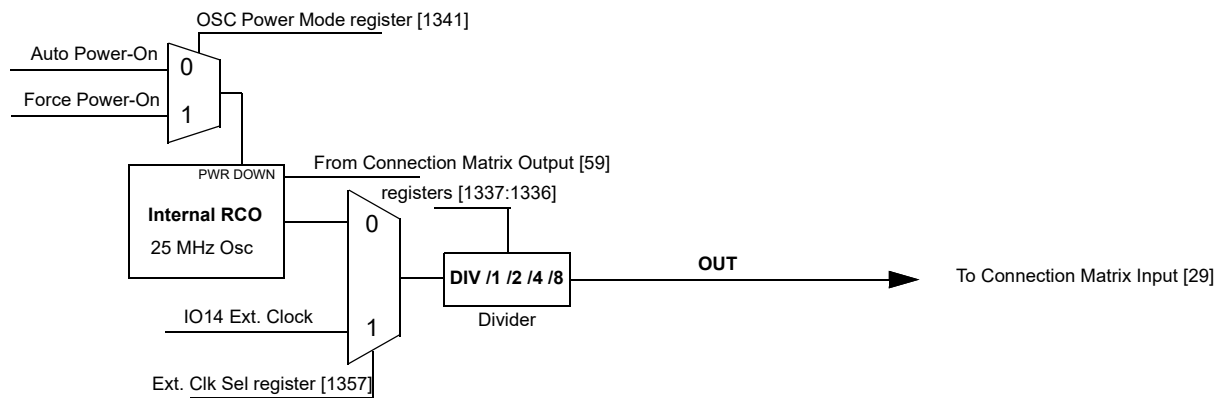 OSC Power Mode register [1341]
Auto Power-On
0
Force Power-On
1
From Connection Matrix Output [59]
PWR DOWN
registers [1337:1336]
Internal RCO
0
25 MHz Osc
OUT
DIV /1 /2 /4 /8
To Connection Matrix Input [29]
IO14 Ext. Clock
1
Divider
Ext. Clk Sel register [1357]